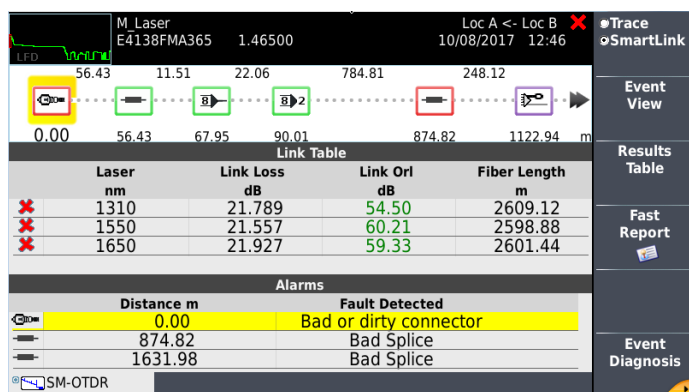 M_Laser
Loc A <- Loc B
E4138FMA365 1.46500 10/08/2017 12:46
LFD
Trace
SmartLink
56.43 11.51 22.06 784.81 248.12
8 8 2
0.00 56.43 67.95 90.01 874.82 1122.94 m
Event
View
Link Table
Laser Link Loss Link Orl Fiber Length
nm dB dB m
1310 21.789 54.50 2609.12
1550 21.557 60.21 2598.88
1650 21.927 59.33 2601.44
Results
Table
Fast
Report
Alarms
Distance m Fault Detected
0.00 Bad or dirty connector
874.82 Bad Splice
1631.98 Bad Splice
Event
Diagnosis
SM-OTDR